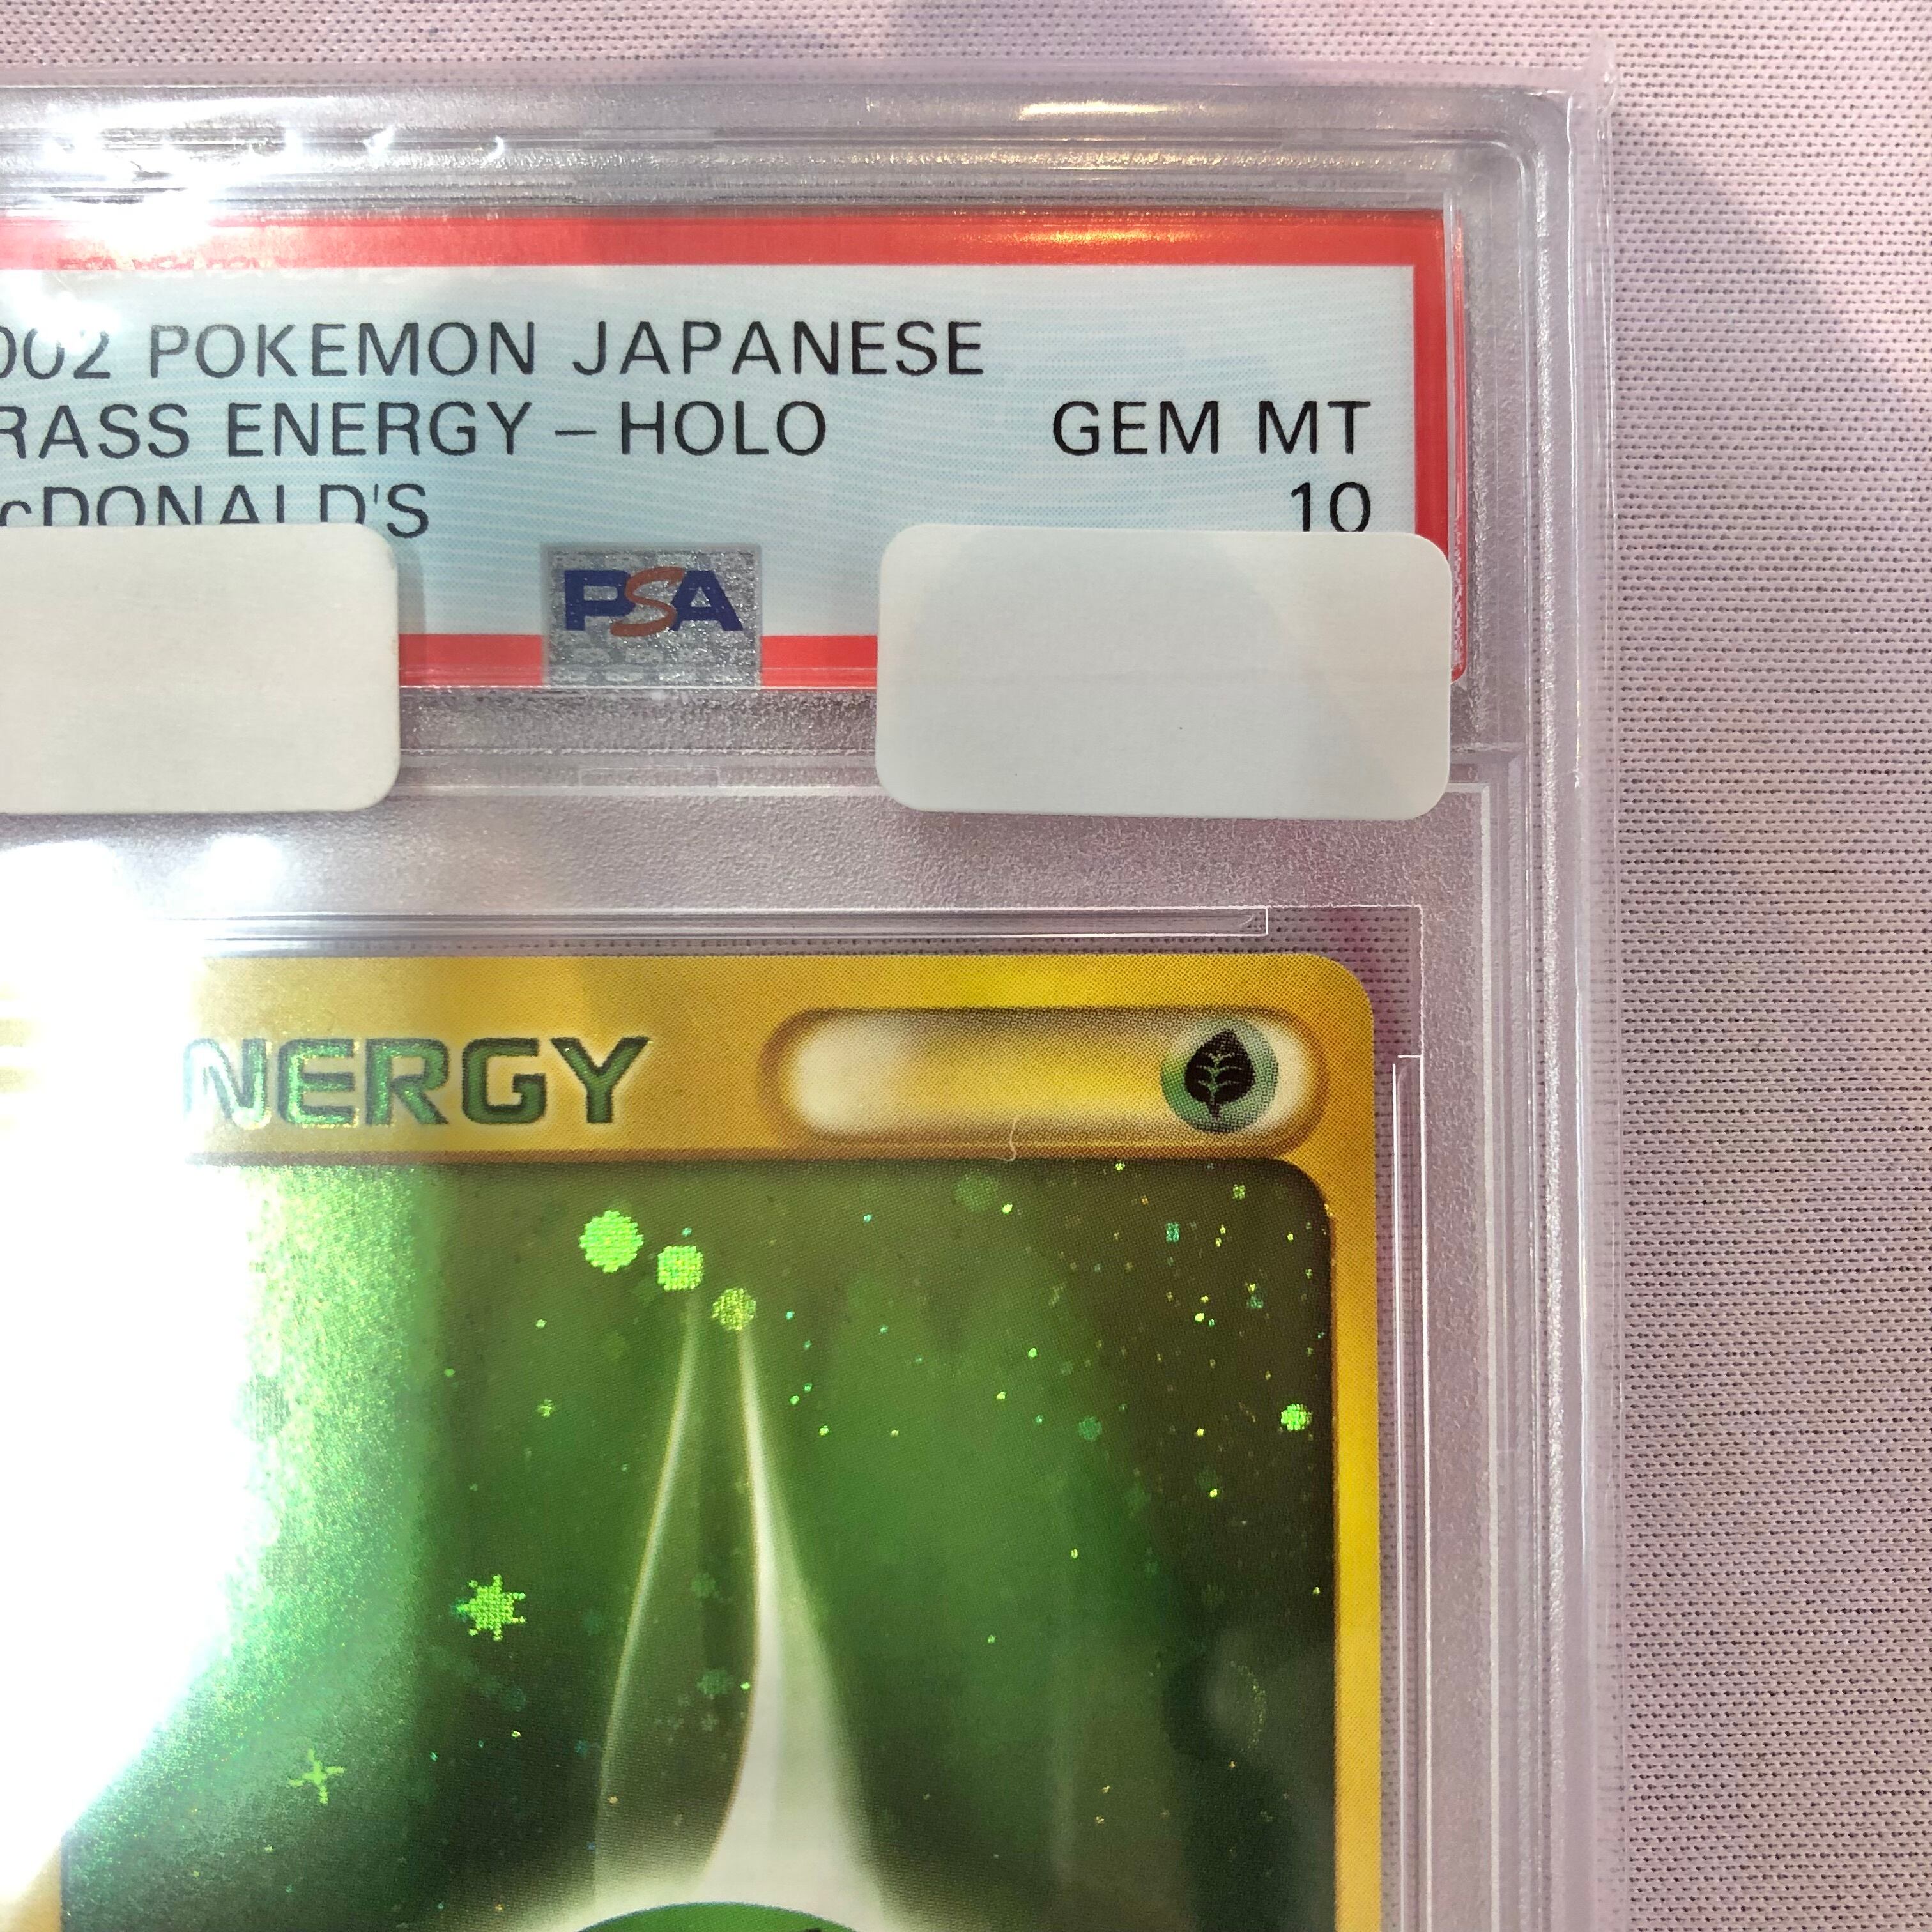 002 POKEMON JAPANESE
RASS ENERGY – HOLO GEM MT
cDONALD'S 10
PSA
NERGY